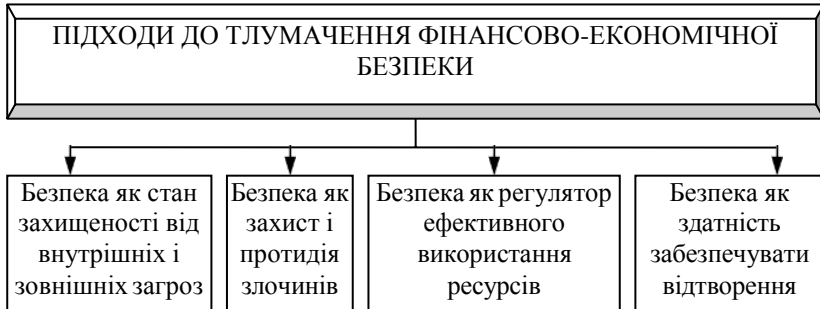 ПІДХОДИ ДО ТЛУМАЧЕННЯ ФІНАНСОВО-ЕКОНОМІЧНОЇ
БЕЗПЕКИ
Безпека як стан
захищеності від
внутрішніх і
зовнішніх загроз
Безпека як
захист і
протидія
злочинів
Безпека як регулятор
ефективного
використання
ресурсів
Безпека як
здатність
забезпечувати
відтворення